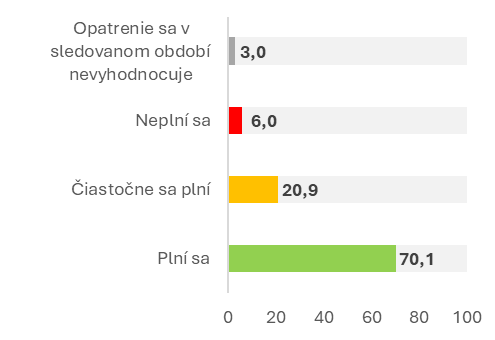 Opatrenie sa v
sledovanom období
nevyhodnocuje
3,0
Neplní sa
6,0
Čiastočne sa plní
20,9
Plní sa
70,1
0 20 40 60 80 100